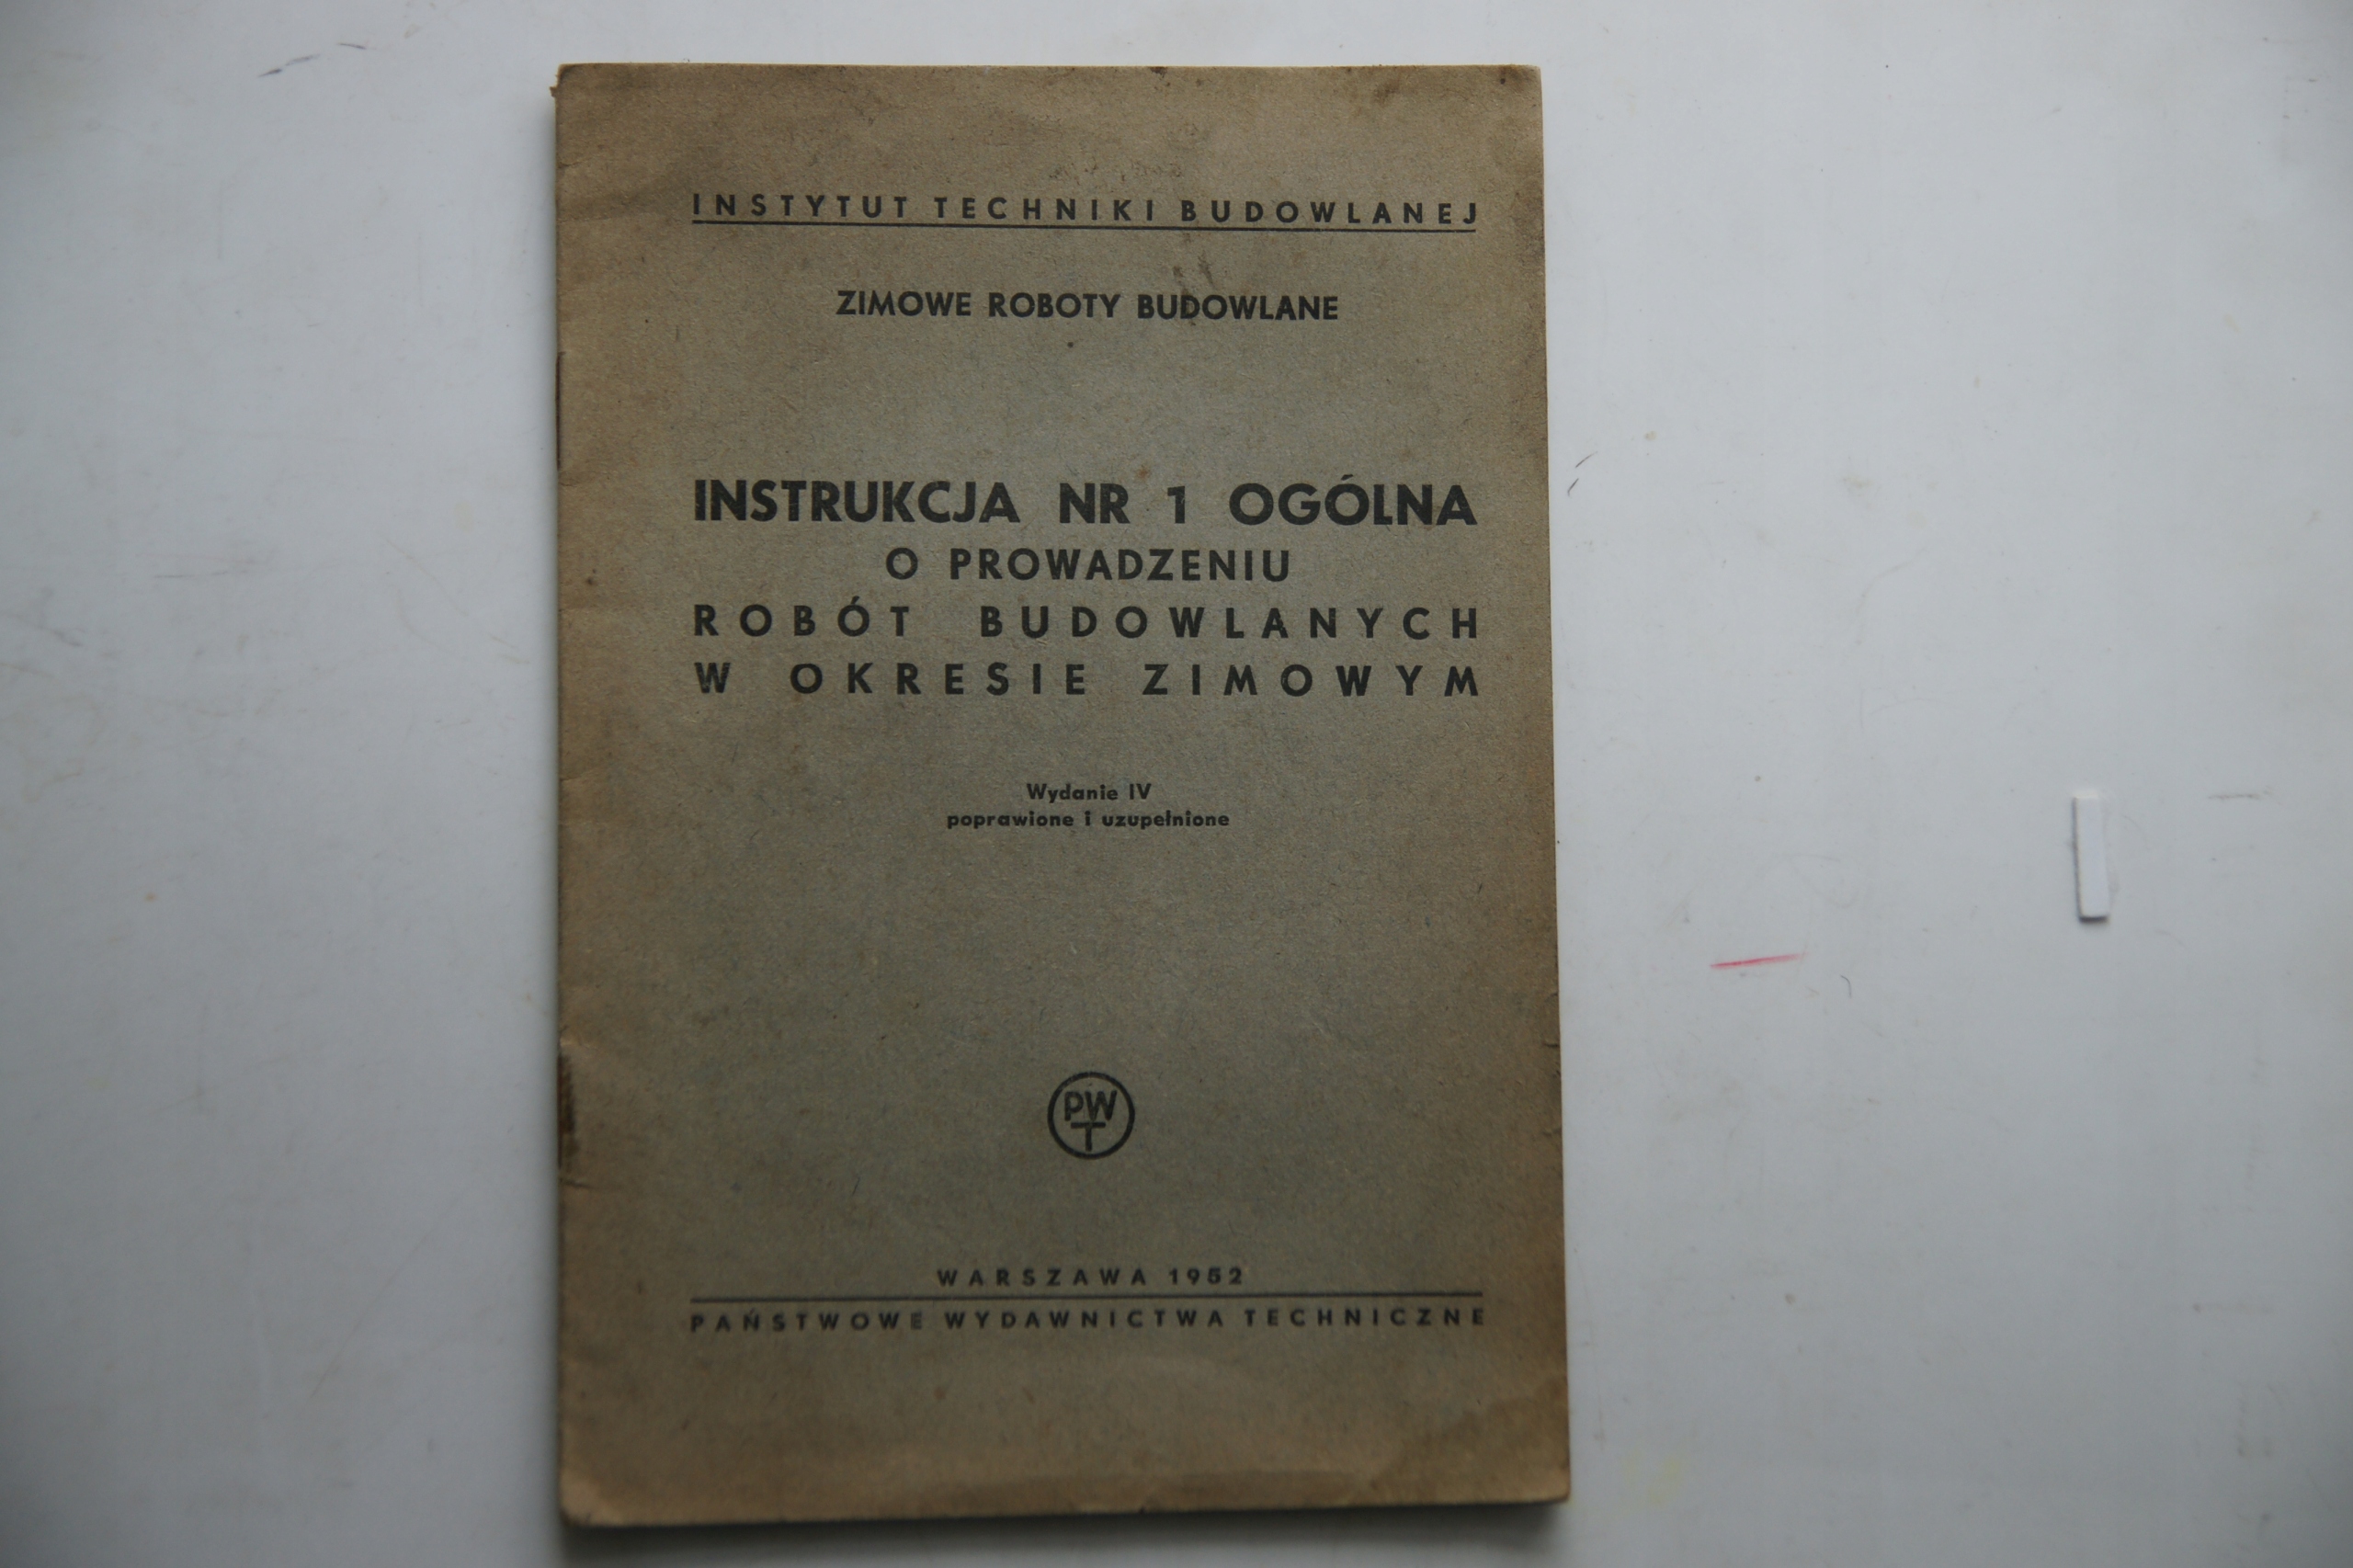 INSTYTUT TECHNIKI BUDOWLANEJ
ZIMOWE ROBOTY BUDOWLANE
INSTRUKCJA NR 1 OGÓLNA
O PROWADZENIU
ROBÓT BUDOWLANYCH
W OKRESIE ZIMOWYM
Wydanie IV
poprawione i uzupełnione
PW
T
WARSZAWA 1952
PAŃSTWOWE WYDAWNICTWA TECHNICZNE